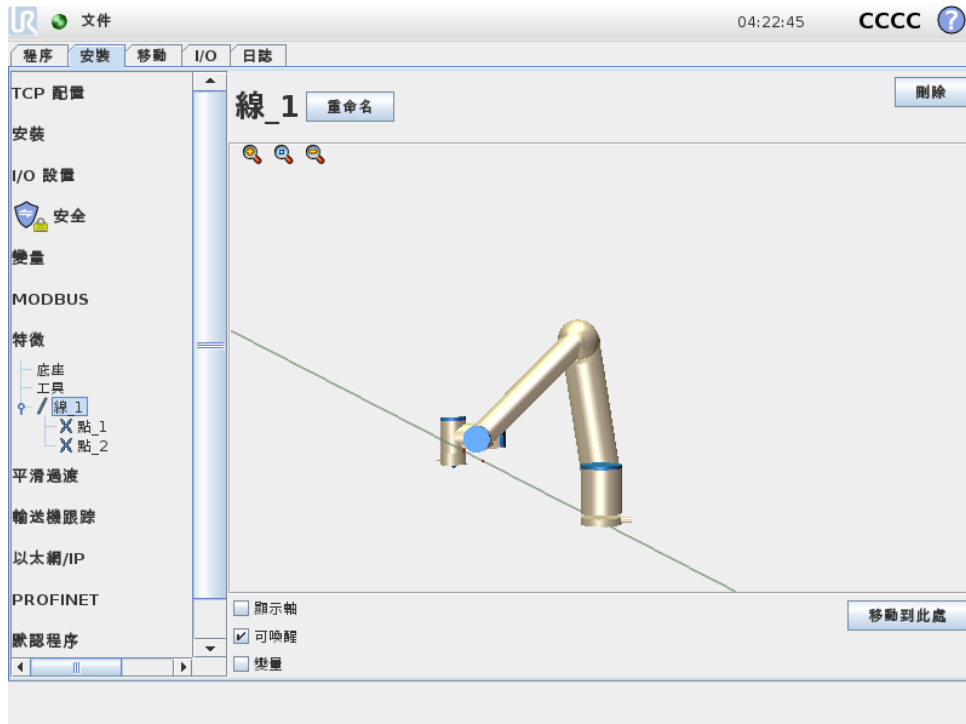 UR 文件 04:22:45 CCCC ?
程序 安裝 移動 I/O 日誌
TCP 配置
安裝
I/O 設置
安全
變量
MODBUS
特徵
底座
工具
線_1
點_1
點_2
平滑過渡
輸送機跟踪
以太網/IP
PROFINET
默認程序
線_1 重命名 刪除
顯示軸
可喚醒
變量
移動到此處